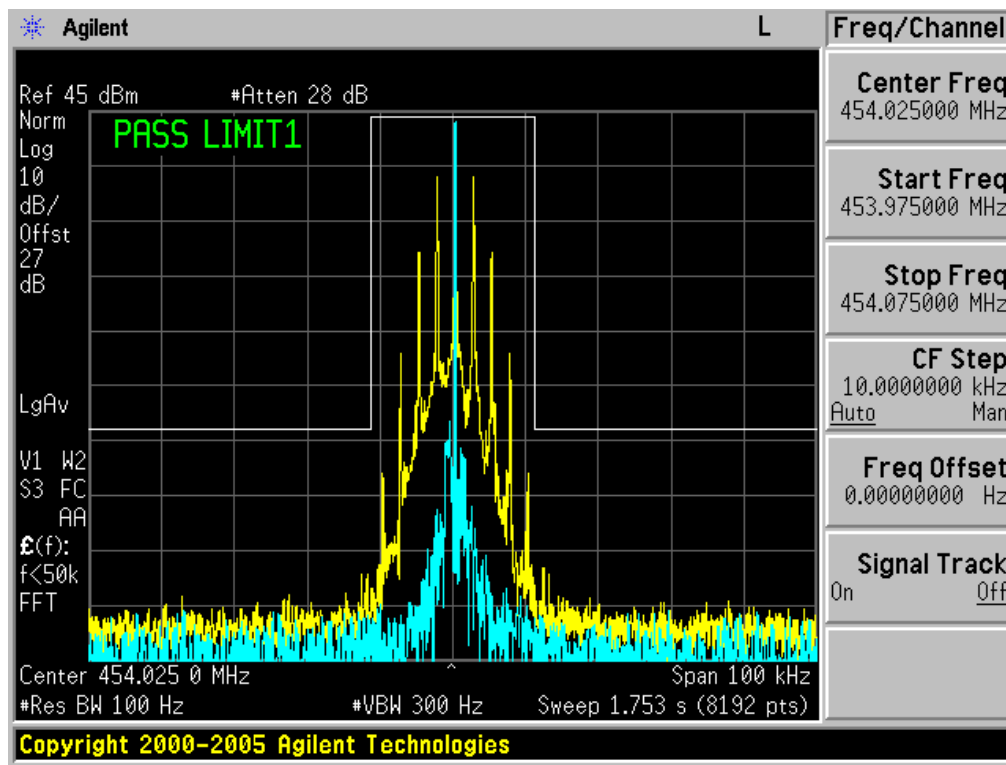 Agilent L
Freq/Channel
Ref 45 dBm #Atten 28 dB
Norm
Log
10
dB/
Offst
27
dB
LgAv
V1 W2
S3 FC
AA
£(f):
f<50k
FFT
PASS LIMIT1
Center 454.025 0 MHz Span 100 kHz
#Res BW 100 Hz #VBW 300 Hz Sweep 1.753 s (8192 pts)
Center Freq
454.025000 MHz
Start Freq
453.975000 MHz
Stop Freq
454.075000 MHz
CF Step
10.0000000 kHz
Auto Man
Freq Offset
0.00000000 Hz
Signal Track
On Off
Copyright 2000-2005 Agilent Technologies